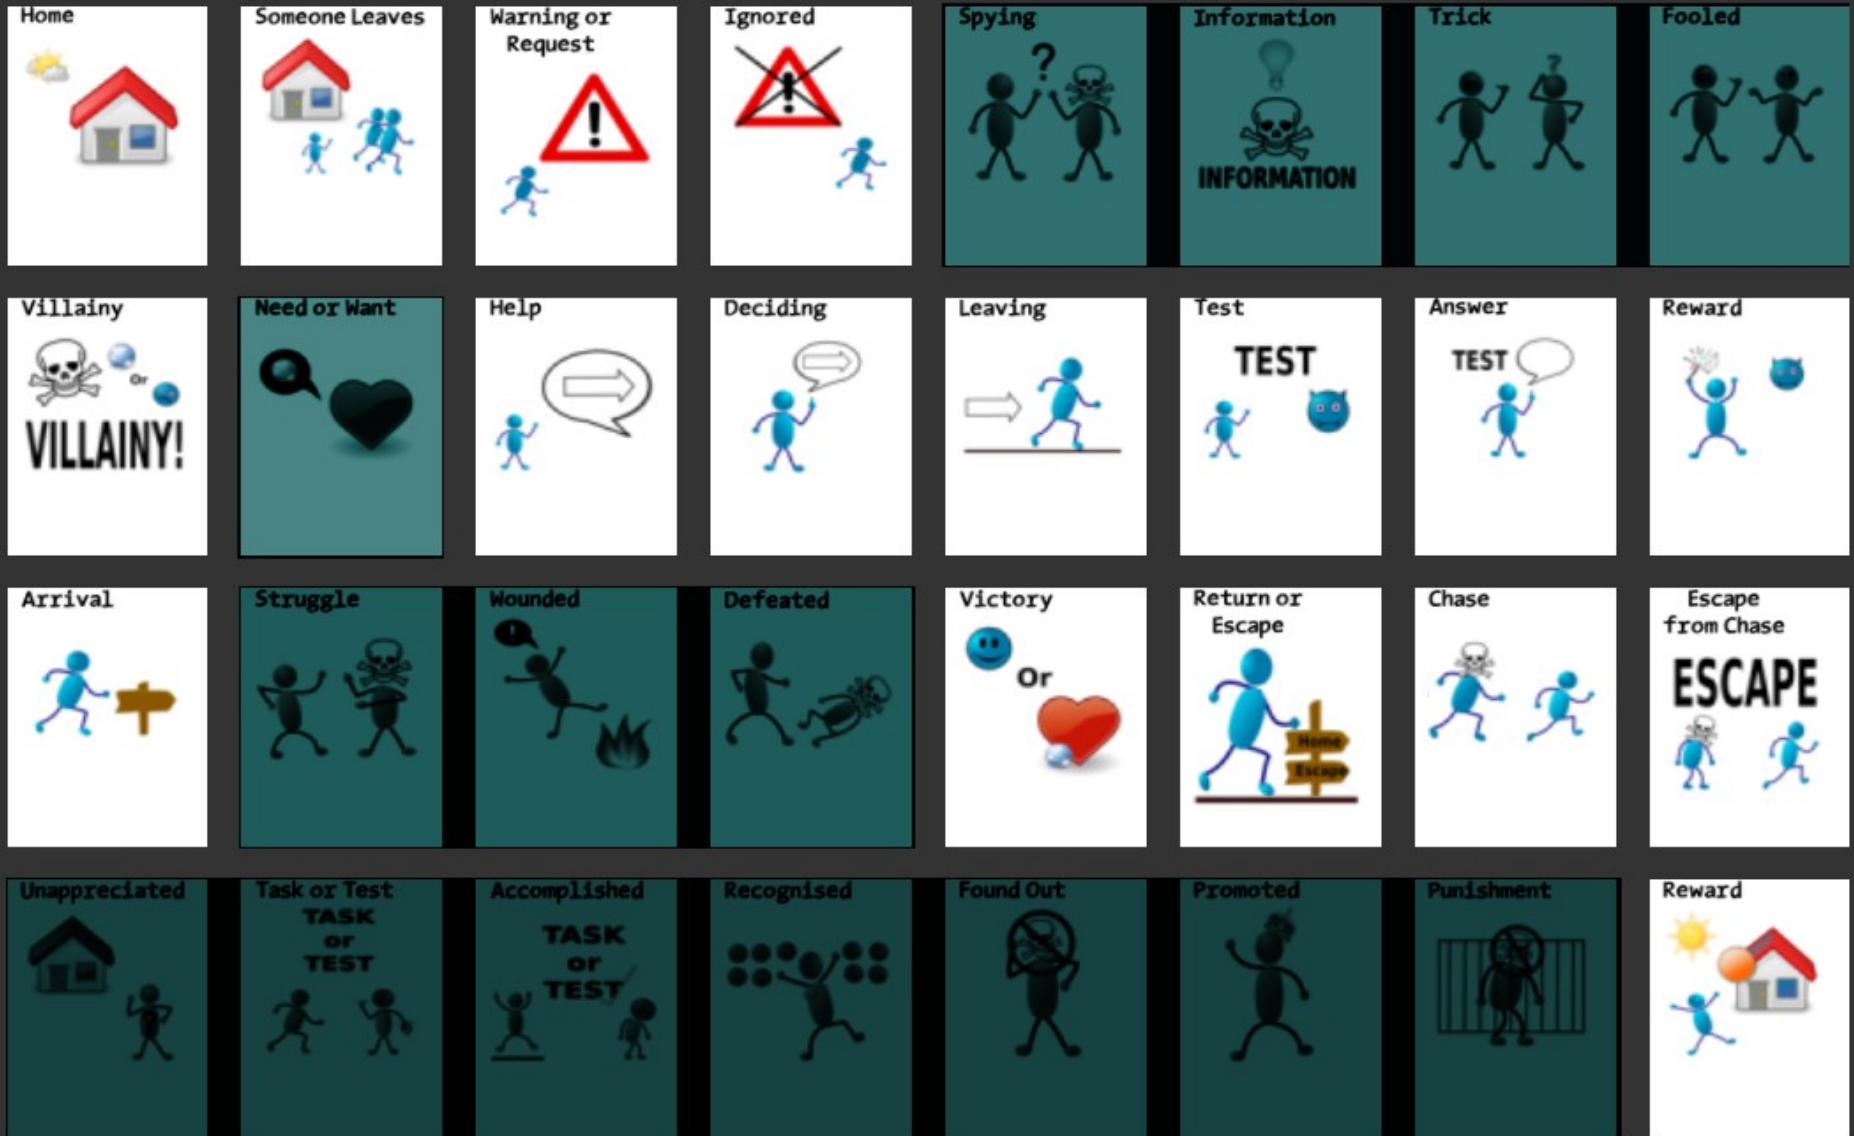 Home
Someone Leaves
Warning or
Request
!
Ignored
!
Spying
?
Information
INFORMATION
Trick
?
Fooled
Villainy
Or
VILLAINY!
Need or Want
Help
Deciding
Leaving
Test
TEST
Answer
TEST
Reward
Arrival
Struggle
Wounded
!
Defeated
Victory
Or
Return or
Escape
Home
Escape
Chase
Escape
from Chase
ESCAPE
Unappreciated
Task or Test
TASK
or
TEST
Accomplished
TASK
or
TEST
Recognised
Found Out
Promoted
Punishment
Reward